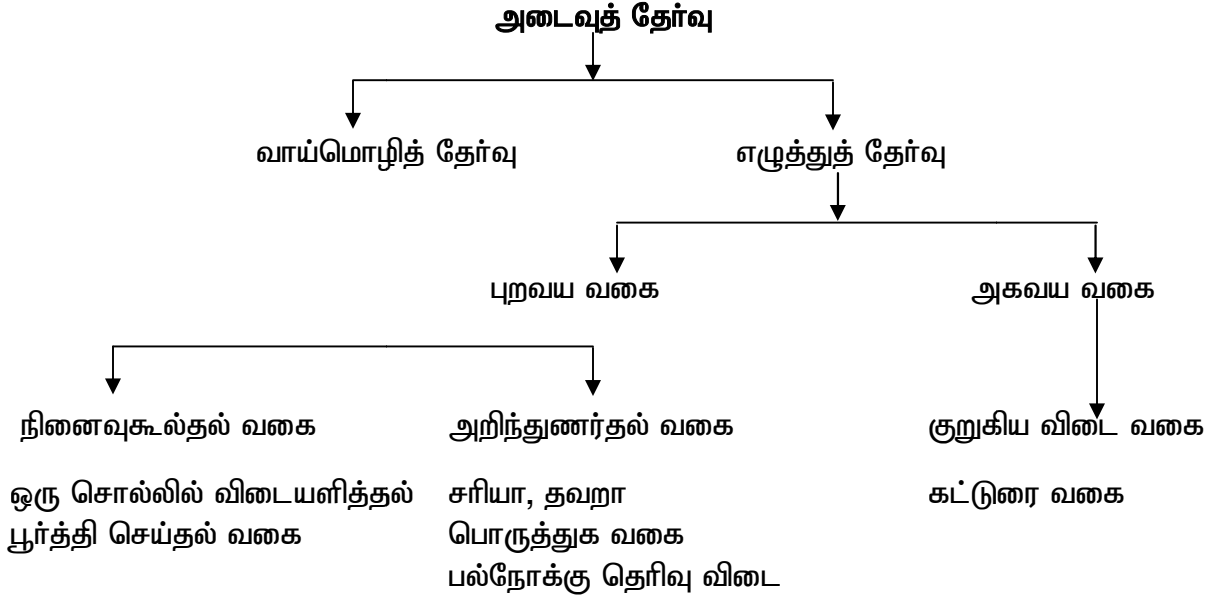 அடைவுத் தேர்வு
வாய்மொழித் தேர்வு எழுத்துத் தேர்வு
புறவய வகை அகவய வகை
நினைவுகூல்தல் வகை அறிந்துணர்தல் வகை குறுகிய விடை வகை
ஒரு சொல்லில் விடையளித்தல் சரியா, தவறா கட்டுரை வகை
பூர்த்தி செய்தல் வகை பொருத்துக வகை
பல்நோக்கு தெரிவு விடை